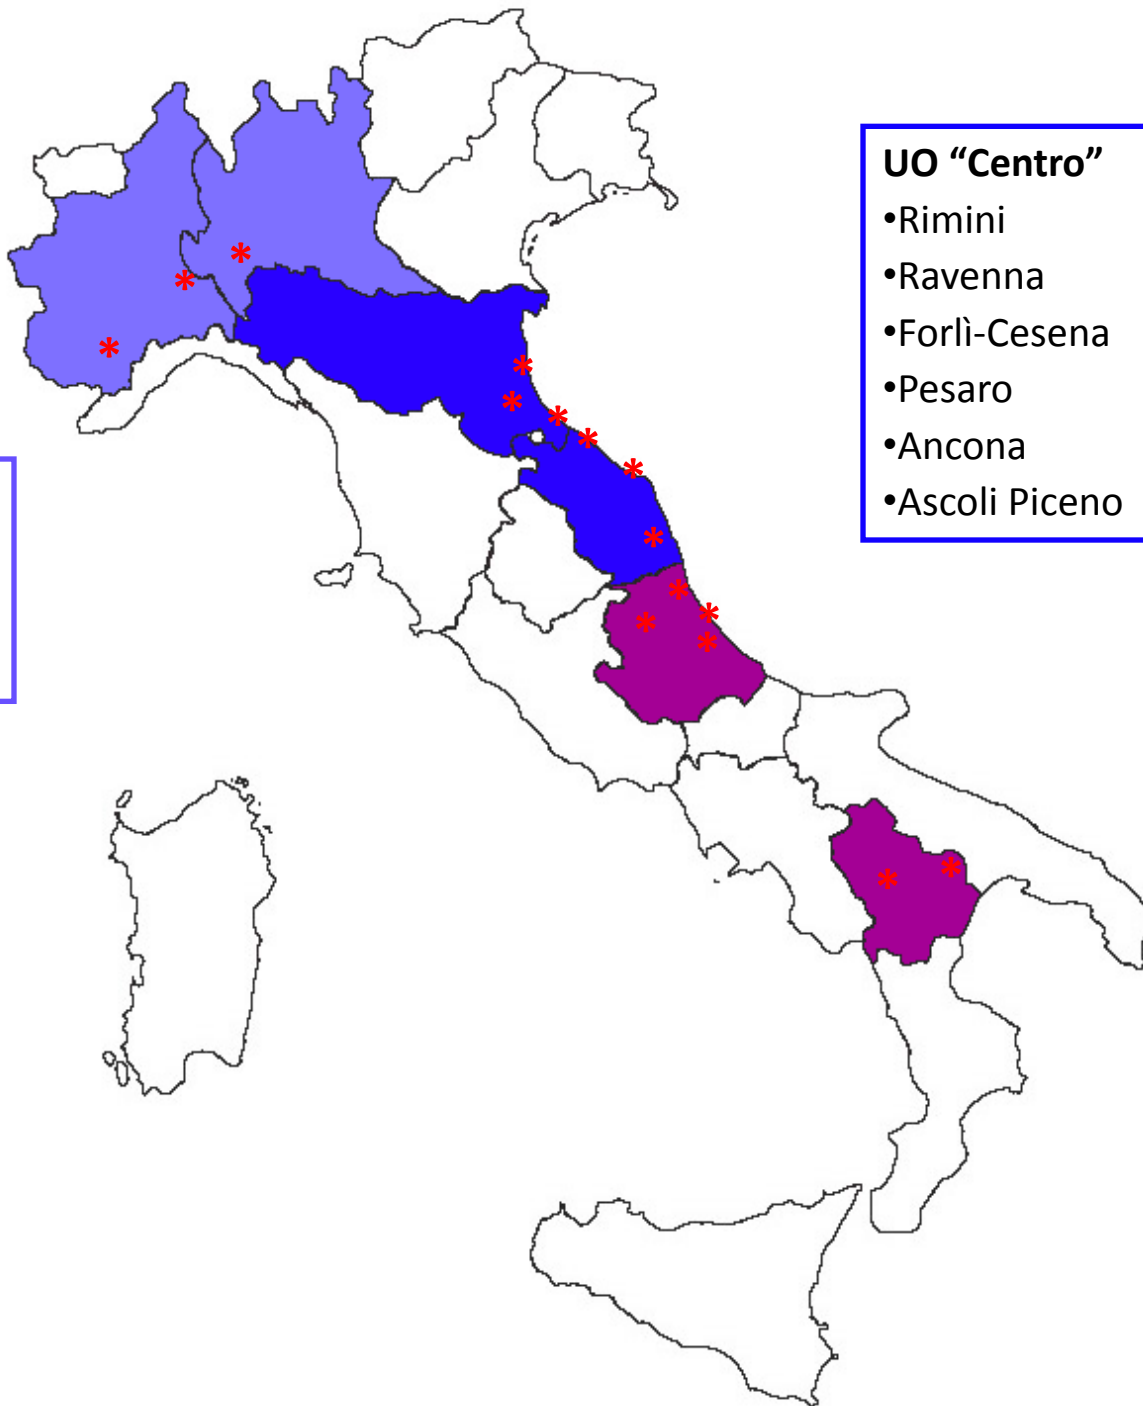 UO “Centro”
•Rimini
•Ravenna
•Forlì-Cesena
•Pesaro
•Ancona
•Ascoli Piceno